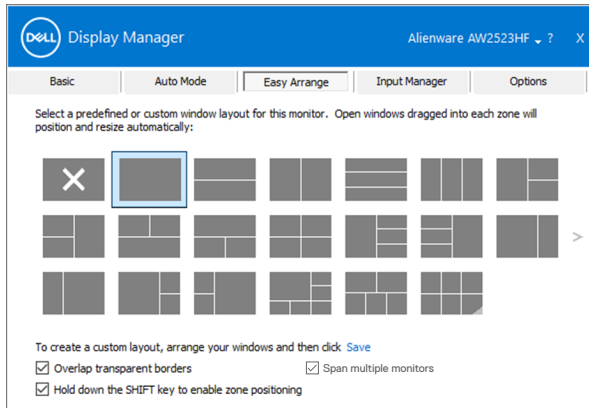 DELL Display Manager Alienware AW2523HF ? X
Basic Auto Mode Easy Arrange Input Manager Options
Select a predefined or custom window layout for this monitor. Open windows dragged into each zone will
position and resize automatically:
>
To create a custom layout, arrange your windows and then click Save
Overlap transparent borders Span multiple monitors
Hold down the SHIFT key to enable zone positioning